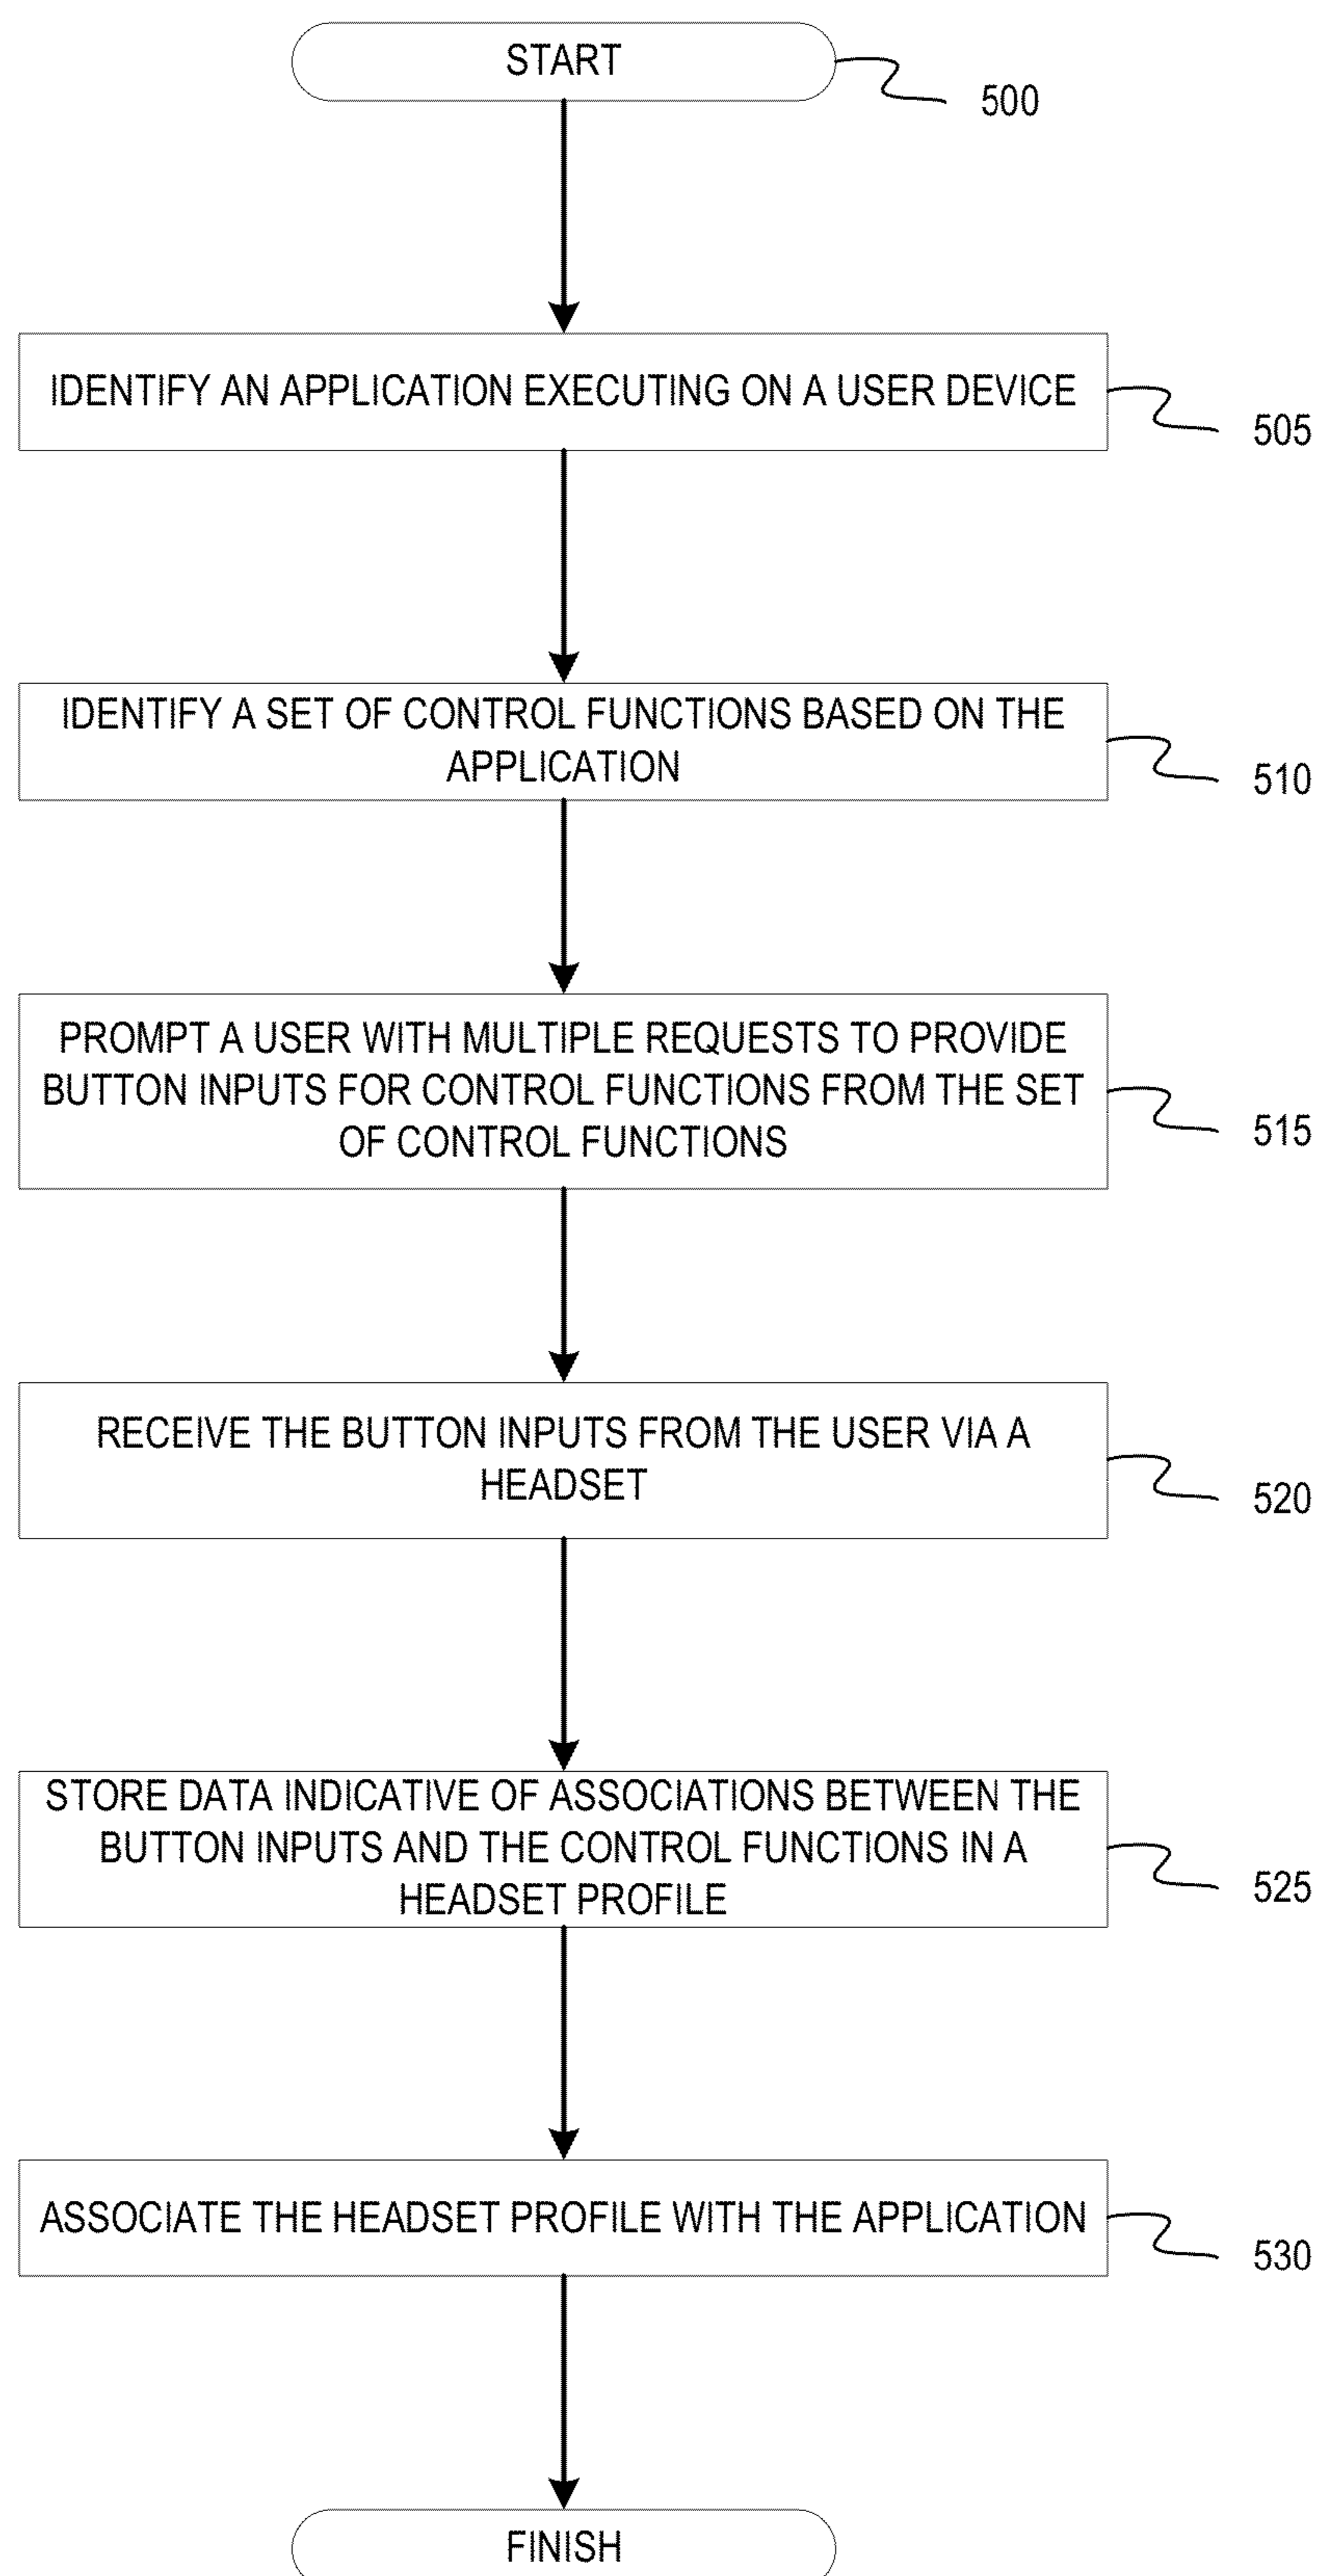 START
500
IDENTIFY AN APPLICATION EXECUTING ON A USER DEVICE
505
IDENTIFY A SET OF CONTROL FUNCTIONS BASED ON THE
APPLICATION
510
PROMPT A USER WITH MULTIPLE REQUESTS TO PROVIDE
BUTTON INPUTS FOR CONTROL FUNCTIONS FROM THE SET
OF CONTROL FUNCTIONS
515
RECEIVE THE BUTTON INPUTS FROM THE USER VIA A
HEADSET
520
STORE DATA INDICATIVE OF ASSOCIATIONS BETWEEN THE
BUTTON INPUTS AND THE CONTROL FUNCTIONS IN A
HEADSET PROFILE
525
ASSOCIATE THE HEADSET PROFILE WITH THE APPLICATION
530
FINISH